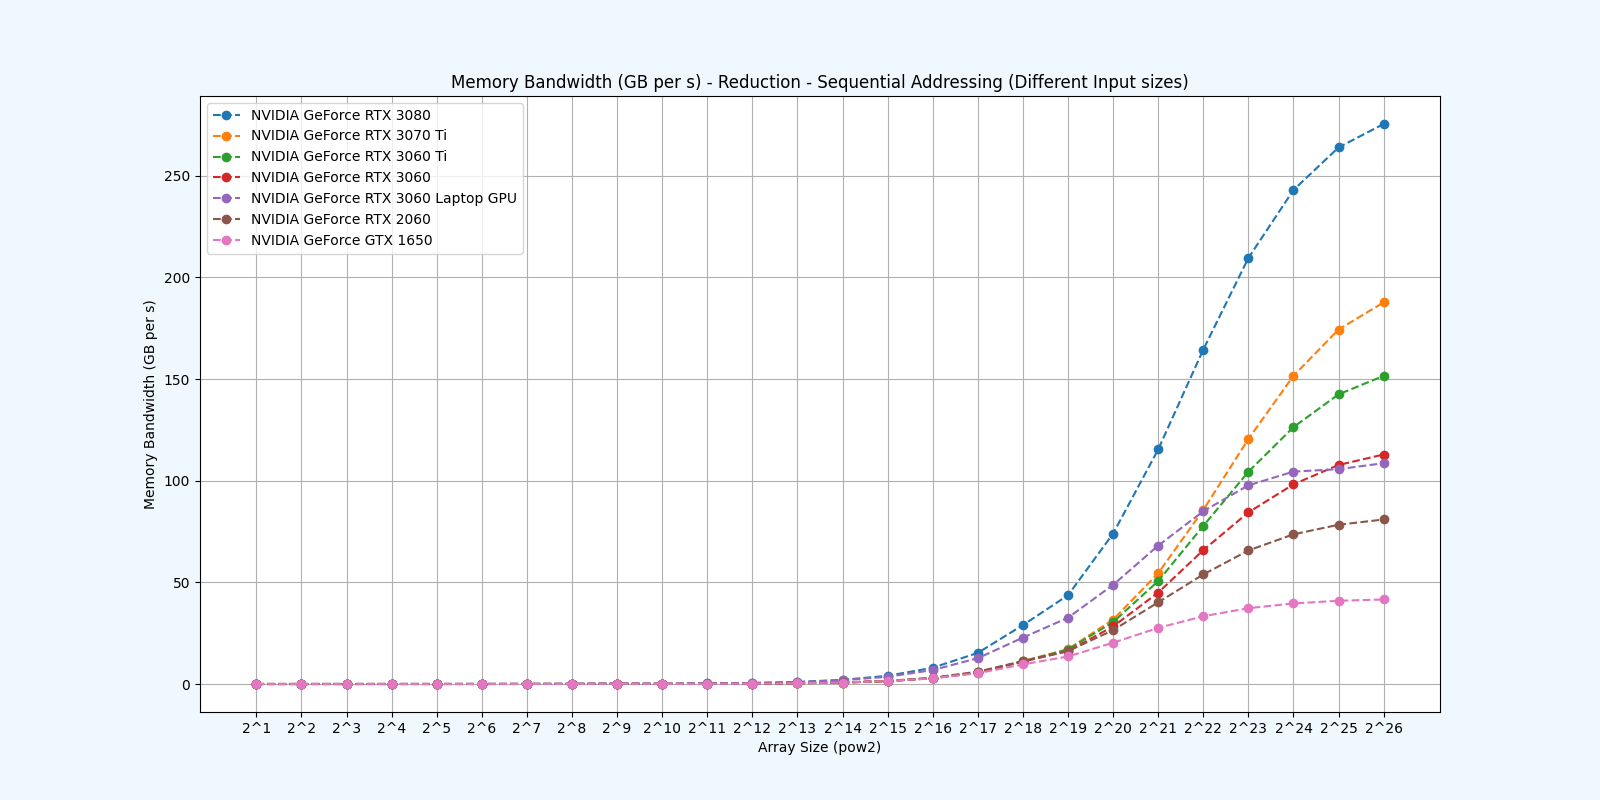 Memory Bandwidth (GB per s) - Reduction - Sequential Addressing (Different Input sizes)
NVIDIA GeForce RTX 3080
NVIDIA GeForce RTX 3070 Ti
NVIDIA GeForce RTX 3060 Ti
NVIDIA GeForce RTX 3060
NVIDIA GeForce RTX 3060 Laptop GPU
NVIDIA GeForce RTX 2060
NVIDIA GeForce GTX 1650
Memory Bandwidth (GB per s)
250
200
150
100
50
0
2^1 2^2 2^3 2^4 2^5 2^6 2^7 2^8 2^9 2^10 2^11 2^12 2^13 2^14 2^15 2^16 2^17 2^18 2^19 2^20 2^21 2^22 2^23 2^24 2^25 2^26
Array Size (pow2)